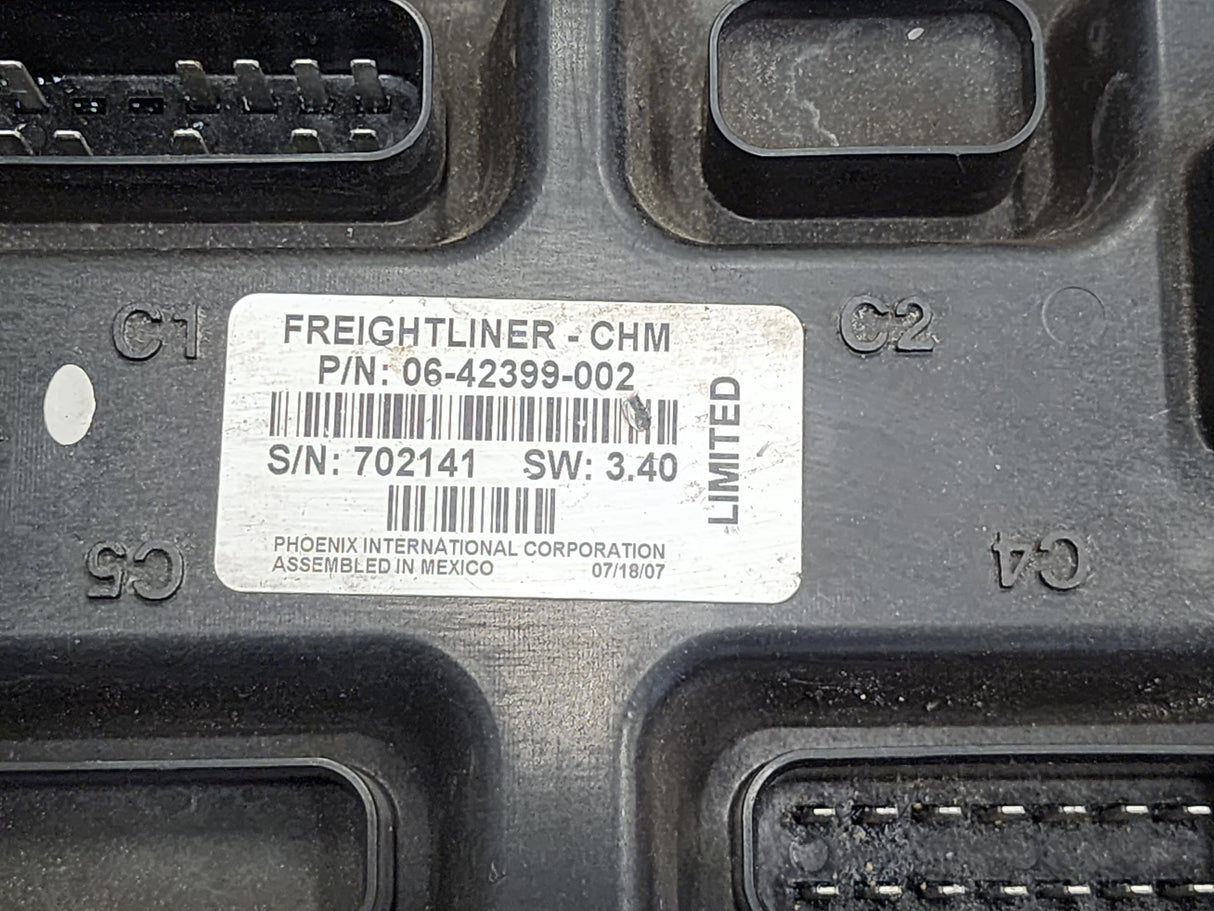 C1
C2
FREIGHTLINER - CHM
P/N: 06-42399-002
S/N: 702141 SW: 3.40
LIMITED
PHOENIX INTERNATIONAL CORPORATION
ASSEMBLED IN MEXICO 07/18/07
C5
C4